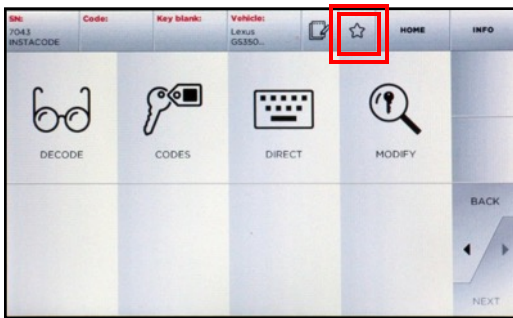 SN:
7043
INSTACODE
Code:
Key blank:
Vehicle:
Lexus
GS350...
HOME
INFO
DECODE
CODES
DIRECT
MODIFY
BACK
NEXT